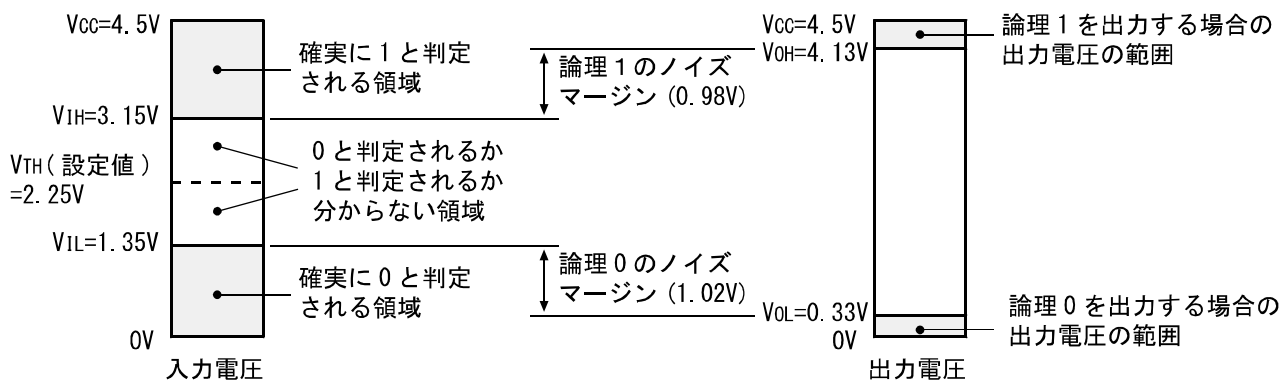 Vcc=4.5V
確実に1と判定
される領域
VIH=3.15V
VTH(設定値)
=2.25V
0と判定されるか
1と判定されるか
分からない領域
VIL=1.35V
確実に0と判定
される領域
0V
入力電圧
論理1のノイズ
マージン(0.98V)
論理0のノイズ
マージン(1.02V)
Vcc=4.5V
VOH=4.13V
論理1を出力する場合の
出力電圧の範囲
VOL=0.33V
0V
論理0を出力する場合の
出力電圧の範囲
出力電圧